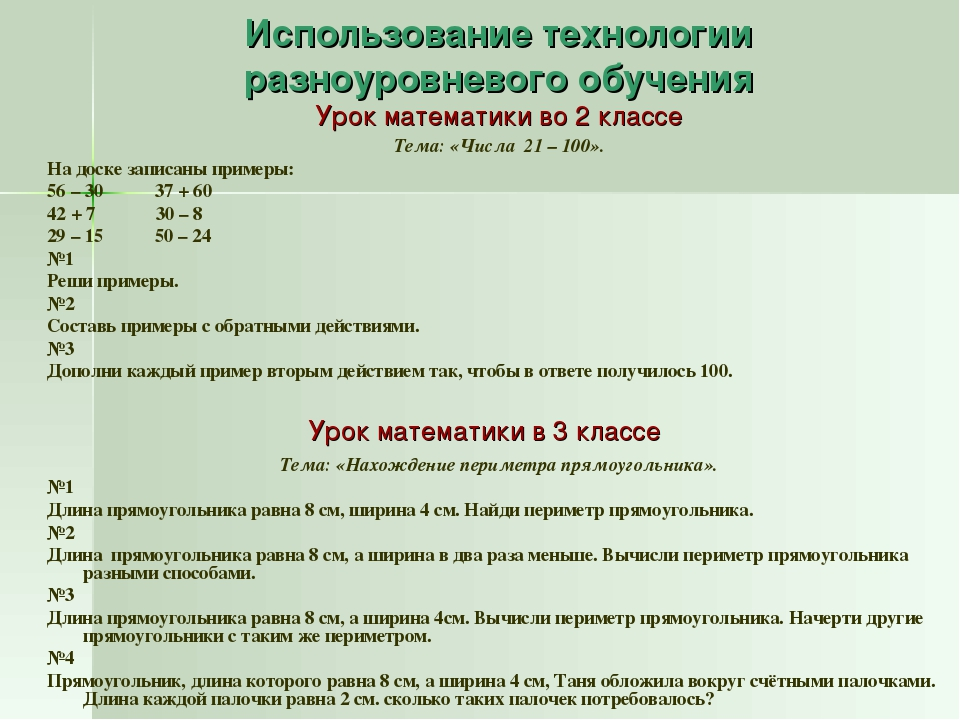 Использование технологии
разноуровневого обучения
Урок математики во 2 классе
Тема: «Числа 21 – 100».
На доске записаны примеры:
56 – 30 37 + 60
42 + 7 30 – 8
29 – 15 50 – 24
№1
Реши примеры.
№2
Составь примеры с обратными действиями.
№3
Дополни каждый пример вторым действием так, чтобы в ответе получилось 100.
Урок математики в 3 классе
Тема: «Нахождение периметра прямоугольника».
№1
Длина прямоугольника равна 8 см, ширина 4 см. Найди периметр прямоугольника.
№2
Длина прямоугольника равна 8 см, а ширина в два раза меньше. Вычисли периметр прямоугольника
разными способами.
№3
Длина прямоугольника равна 8 см, а ширина 4см. Вычисли периметр прямоугольника. Начерти другие
прямоугольники с таким же периметром.
№4
Прямоугольник, длина которого равна 8 см, а ширина 4 см, Таня обложила вокруг счётными палочками.
Длина каждой палочки равна 2 см. сколько таких палочек потребовалось?